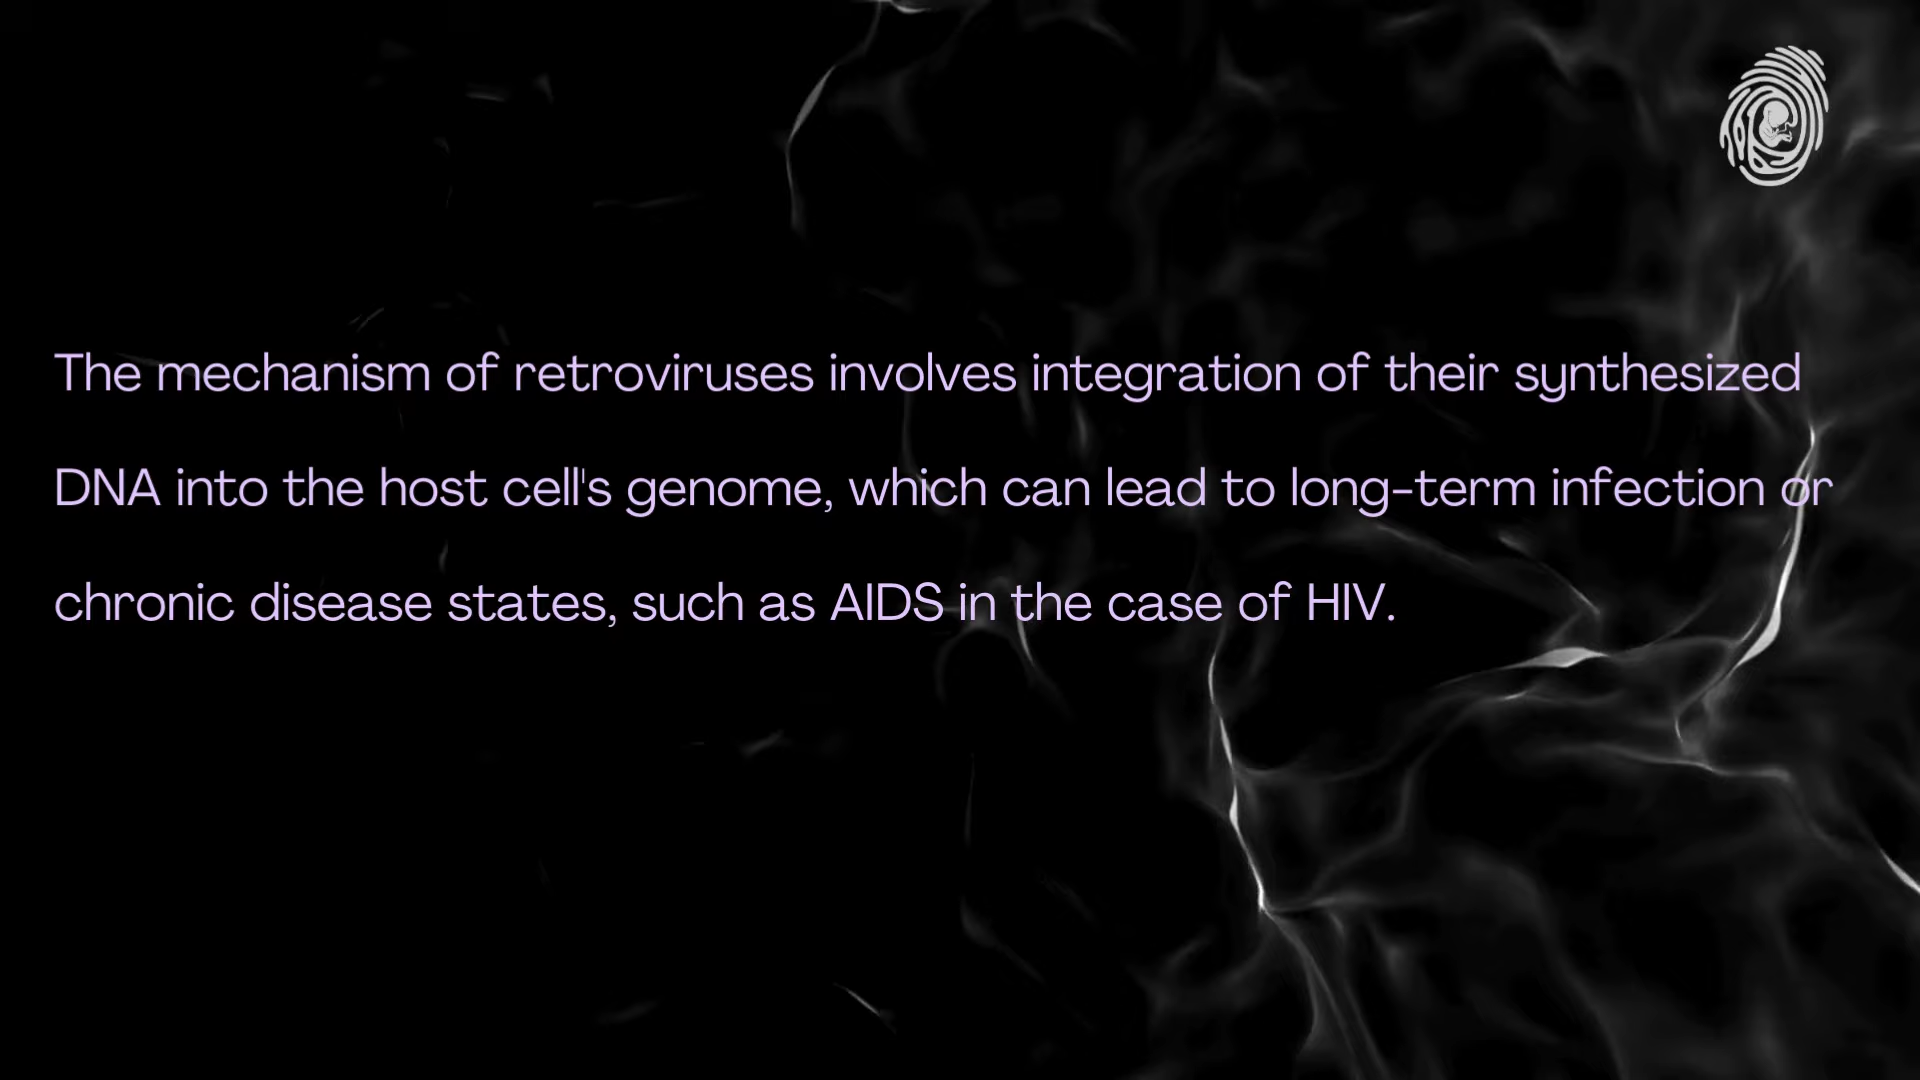 The mechanism of retroviruses involves integration of their synthesized
DNA into the host cell's genome, which can lead to long-term infection or
chronic disease states, such as AIDS in the case of HIV.